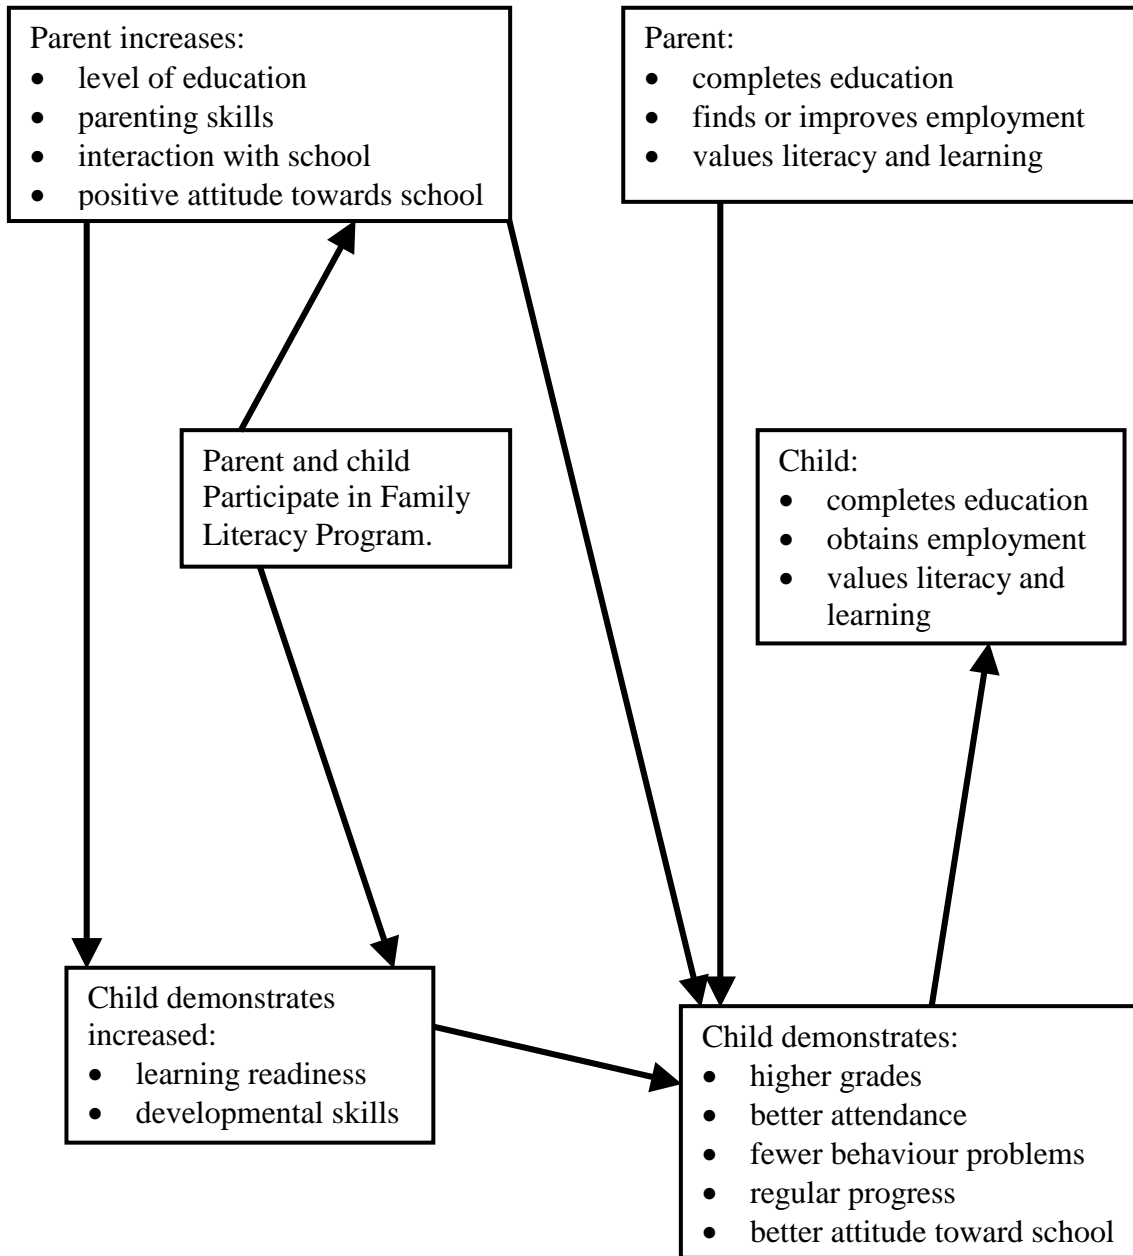 Parent increases:
• level of education
• parenting skills
• interaction with school
• positive attitude towards school
Parent:
• completes education
• finds or improves employment
• values literacy and learning
Parent and child
Participate in Family
Literacy Program.
Child:
• completes education
• obtains employment
• values literacy and
learning
Child demonstrates
increased:
• learning readiness
• developmental skills
Child demonstrates:
• higher grades
• better attendance
• fewer behaviour problems
• regular progress
• better attitude toward school